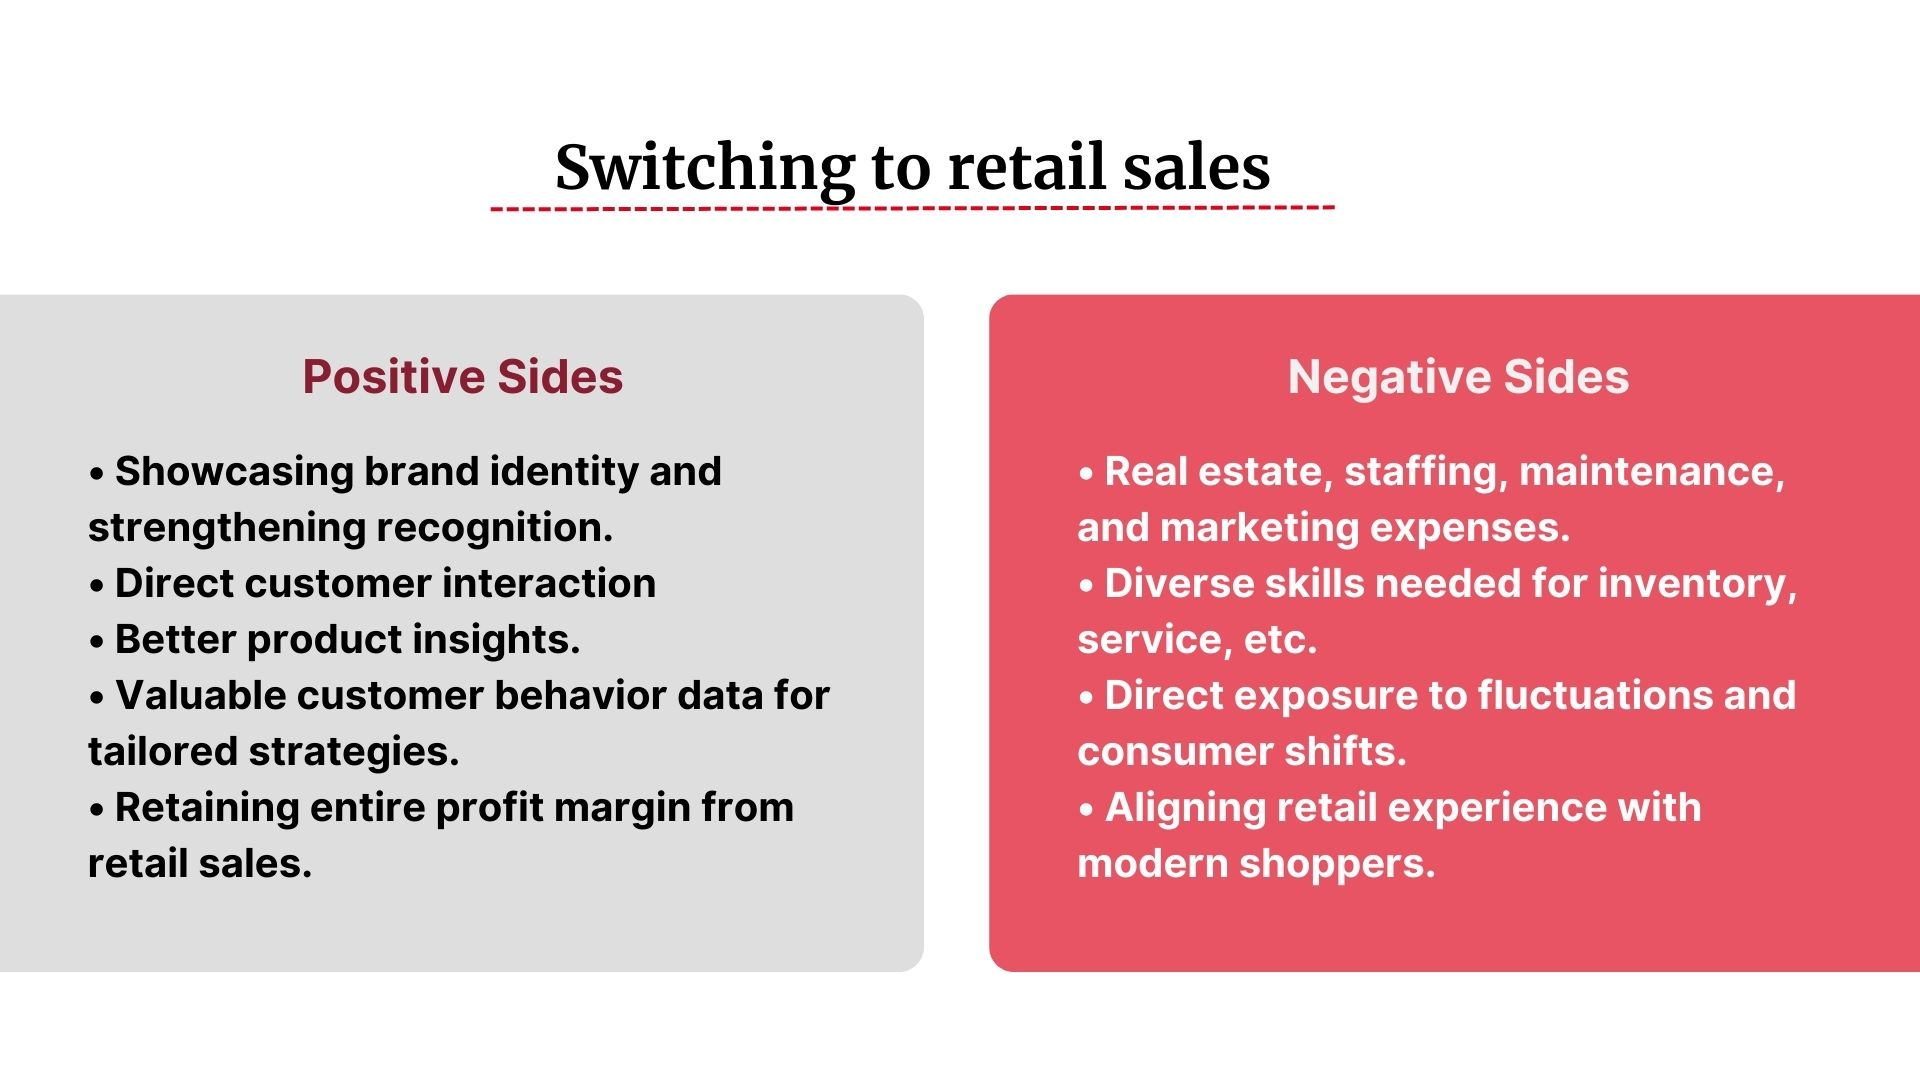 Switching to retail sales
Positive Sides
• Showcasing brand identity and
strengthening recognition.
• Direct customer interaction
• Better product insights.
• Valuable customer behavior data for
tailored strategies.
• Retaining entire profit margin from
retail sales.
Negative Sides
• Real estate, staffing, maintenance,
and marketing expenses.
• Diverse skills needed for inventory,
service, etc.
• Direct exposure to fluctuations and
consumer shifts.
• Aligning retail experience with
modern shoppers.